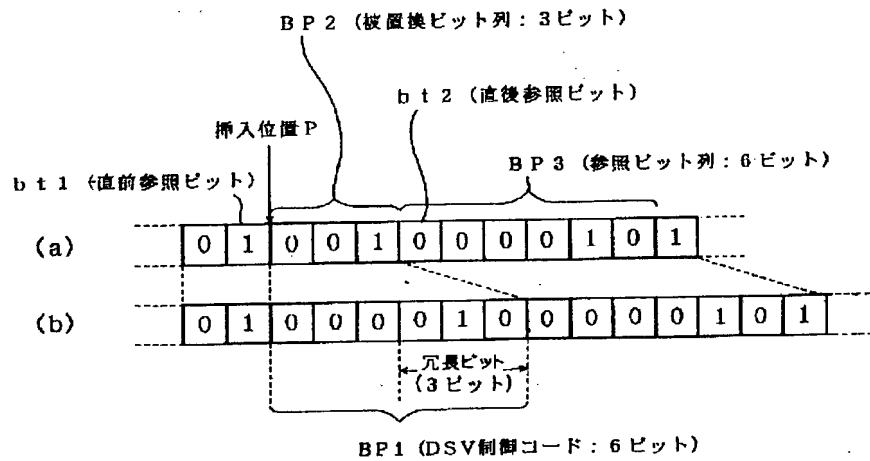 BP2 (被置換ビット列:3ビット)
bt2 (直後参照ビット)
挿入位置P
BP3 (参照ビット列:6ビット)
bt1 (直前参照ビット)
(a) 0 1 0 0 1 0 0 0 0 1 0 1
(b) 0 1 0 0 0 0 1 0 0 0 0 0 1 0 1
冗長ビット
(3ビット)
BP1 (DSV制御コード:6ビット)